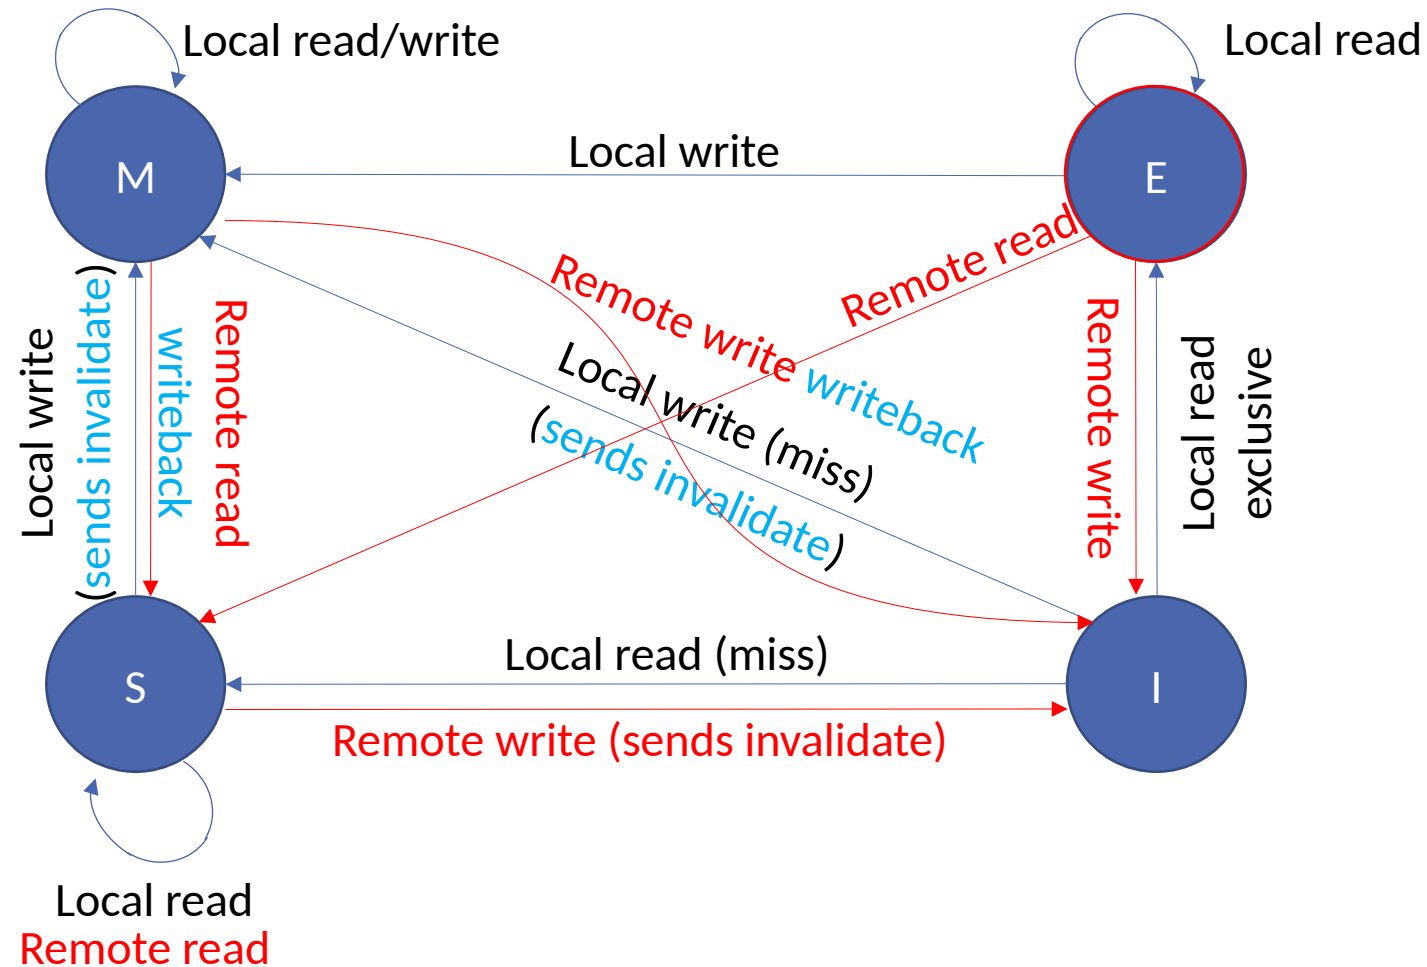 Local read/write
Local read
M
E
Local write
Remote read
Remote write writeback
Local write (miss)
(sends invalidate)
Local write
(sends invalidate)
writeback
Remote read
Remote write
Local read
exclusive
S
I
Local read (miss)
Remote write (sends invalidate)
Local read
Remote read